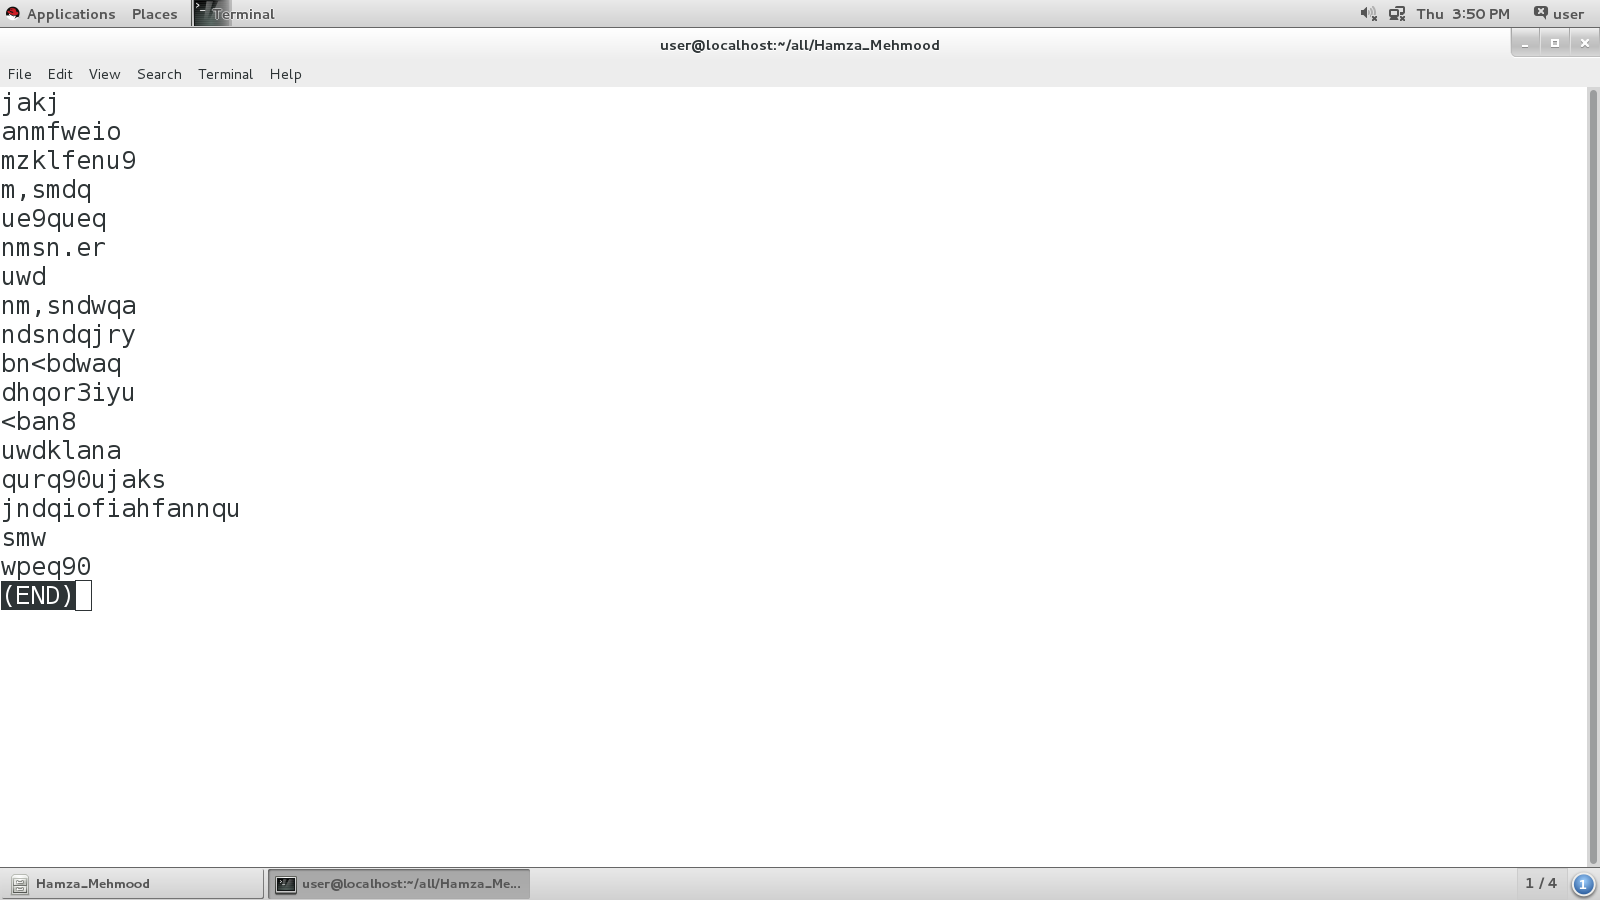 Applications Places Terminal Thu 3:50 PM user
user@localhost:~/all/Hamza_Mehmood
File Edit View Search Terminal Help
jakj
anmfweio
mzklfenu9
m,smdq
ue9queq
nmsn.er
uwd
nm,sndwqa
ndsndqjry
bn<bdwaq
dhqor3iyu
<ban8
uwdklana
qurq90ujaks
jndqiofiahfannqu
smw
wpeq90
(END)
Hamza_Mehmood user@localhost:~/all/Hamza_Me... 1 / 4 1